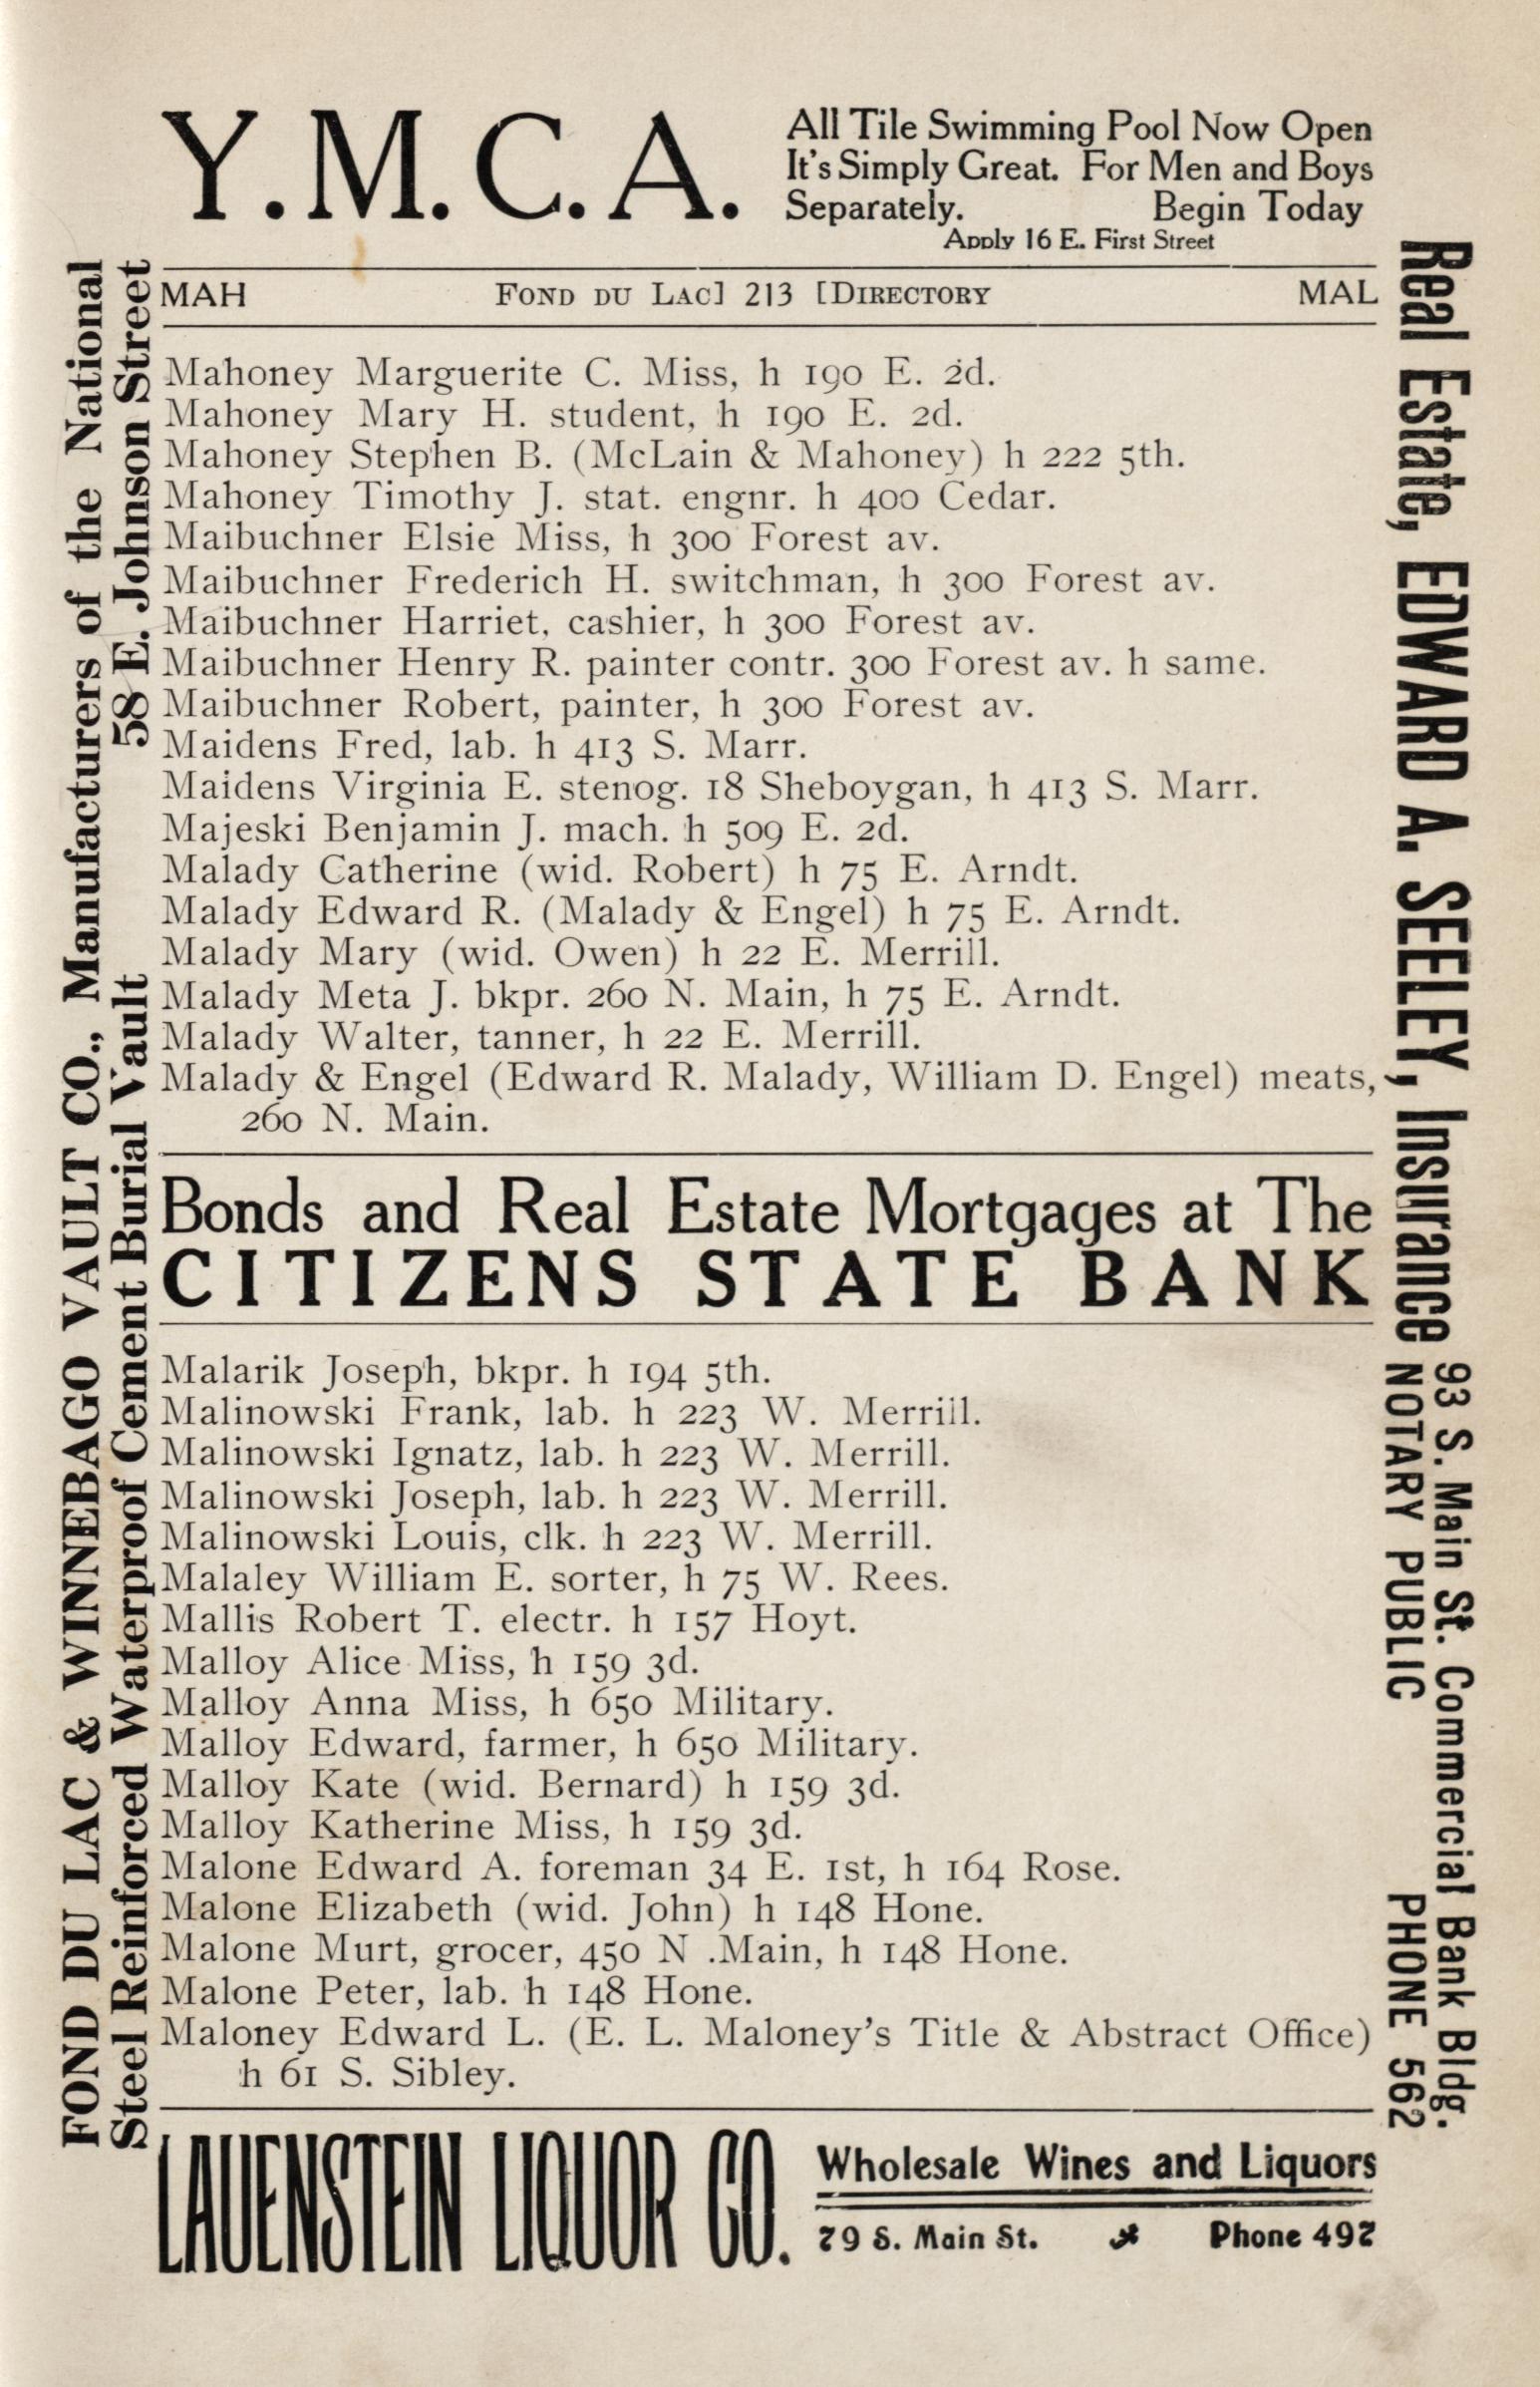 Y.M.C.A.
All Tile Swimming Pool Now Open
It's Simply Great. For Men and Boys
Separately. Begin Today
Apply 16 E. First Street
MAH FOND DU LAC] 213 [DIRECTORY MAL
Mahoney Marguerite C. Miss, h 190 E. 2d.
Mahoney Mary H. student, h 190 E. 2d.
Mahoney Stephen B. (McLain & Mahoney) h 222 5th.
Mahoney Timothy J. stat. engnr. h 400 Cedar.
Maibuchner Elsie Miss, h 300 Forest av.
Maibuchner Frederich H. switchman, h 300 Forest av.
Maibuchner Harriet, cashier, h 300 Forest av.
Maibuchner Henry R. painter contr. 300 Forest av. h same.
Maibuchner Robert, painter, h 300 Forest av.
Maidens Fred, lab. h 413 S. Marr.
Maidens Virginia E. stenog. 18 Sheboygan, h 413 S. Marr.
Majeski Benjamin J. mach. h 509 E. 2d.
Malady Catherine (wid. Robert) h 75 E. Arndt.
Malady Edward R. (Malady & Engel) h 75 E. Arndt.
Malady Mary (wid. Owen) h 22 E. Merrill.
Malady Meta J. bkpr. 260 N. Main, h 75 E. Arndt.
Malady Walter, tanner, h 22 E. Merrill.
Malady & Engel (Edward R. Malady, William D. Engel) meats,
260 N. Main.
Bonds and Real Estate Mortgages at The
CITIZENS STATE BANK
Malarik Joseph, bkpr. h 194 5th.
Malinowski Frank, lab. h 223 W. Merrill.
Malinowski Ignatz, lab. h 223 W. Merrill.
Malinowski Joseph, lab. h 223 W. Merrill.
Malinowski Louis, clk. h 223 W. Merrill.
Malaley William E. sorter, h 75 W. Rees.
Mallis Robert T. electr. h 157 Hoyt.
Malloy Alice Miss, h 159 3d.
Malloy Anna Miss, h 650 Military.
Malloy Edward, farmer, h 650 Military.
Malloy Kate (wid. Bernard) h 159 3d.
Malloy Katherine Miss, h 159 3d.
Malone Edward A. foreman 34 E. 1st, h 164 Rose.
Malone Elizabeth (wid. John) h 148 Hone.
Malone Murt, grocer, 450 N .Main, h 148 Hone.
Malone Peter, lab. h 148 Hone.
Maloney Edward L. (E. L. Maloney's Title & Abstract Office)
h 61 S. Sibley.
LAUENSTEIN LIQUOR CO.
Wholesale Wines and Liquors
79 S. Main St. Phone 492
FOND DU LAC & WINNEBAGO VAULT CO., Manufacturers of the National
Steel Reinforced Waterproof Cement Burial Vault 58 E. Johnson Street
Real Estate, EDWARD A. SEELEY, Insurance
93 S. Main St. Commercial Bank Bldg.
NOTARY PUBLIC PHONE 562